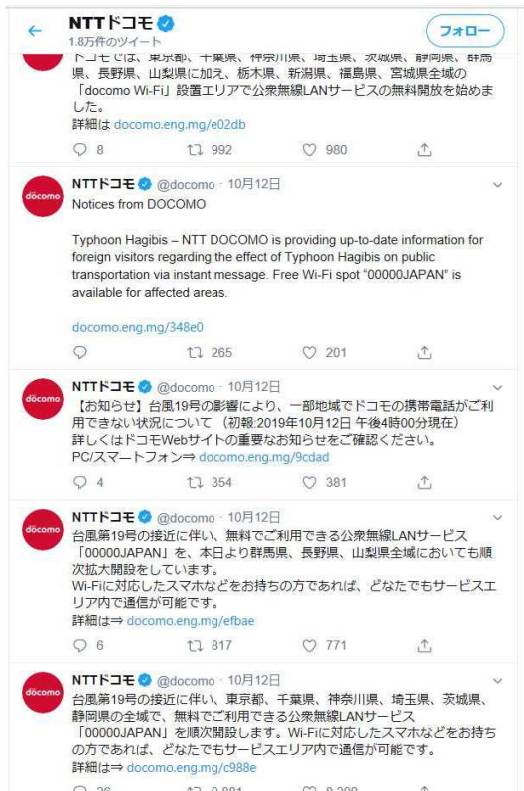 NTTドコモ
1.8万件のツイート
フォロー
ドコモでは、東京都、千葉県、神奈川県、埼玉県、茨城県、静岡県、群馬
県、長野県、山梨県に加え、栃木県、新潟県、福島県、宮城県全域の
「docomo Wi-Fi」設置エリアで公衆無線LANサービスの無料開放を始めま
した。
詳細は docomo.eng.mg/e02db
8 992 980
döcomo
NTTドコモ @docomo · 10月12日
Notices from DOCOMO
Typhoon Hagibis – NTT DOCOMO is providing up-to-date information for
foreign visitors regarding the effect of Typhoon Hagibis on public
transportation via instant message. Free Wi-Fi spot “00000JAPAN” is
available for affected areas.
docomo.eng.mg/348e0
265 201
döcomo
NTTドコモ @docomo · 10月12日
【お知らせ】台風19号の影響により、一部地域でドコモの携帯電話がご利
用できない状況について （初報:2019年10月12日 午後4時00分現在）
詳しくはドコモWebサイトの重要なお知らせをご確認ください。
PC/スマートフォン⇒ docomo.eng.mg/9cdad
4 354 381
döcomo
NTTドコモ @docomo · 10月12日
台風第19号の接近に伴い、無料でご利用できる公衆無線LANサービス
「00000JAPAN」を、本日より群馬県、長野県、山梨県全域においても順
次拡大開設をしています。
Wi-Fiに対応したスマホなどをお持ちの方であれば、どなたでもサービスエ
リア内で通信が可能です。
詳細は⇒ docomo.eng.mg/efbae
6 817 771
döcomo
NTTドコモ @docomo · 10月12日
台風第19号の接近に伴い、東京都、千葉県、神奈川県、埼玉県、茨城県、
静岡県の全域で、無料でご利用できる公衆無線LANサービス
「00000JAPAN」を順次開設します。Wi-Fiに対応したスマホなどをお持ち
の方であれば、どなたでもサービスエリア内で通信が可能です。
詳細は⇒ docomo.eng.mg/c988e